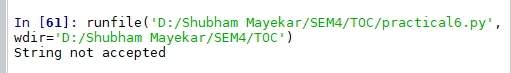 In [61]: runfile('D:/Shubham Mayekar/SEM4/TOC/practical6.py',
wdir='D:/Shubham Mayekar/SEM4/TOC')
String not accepted